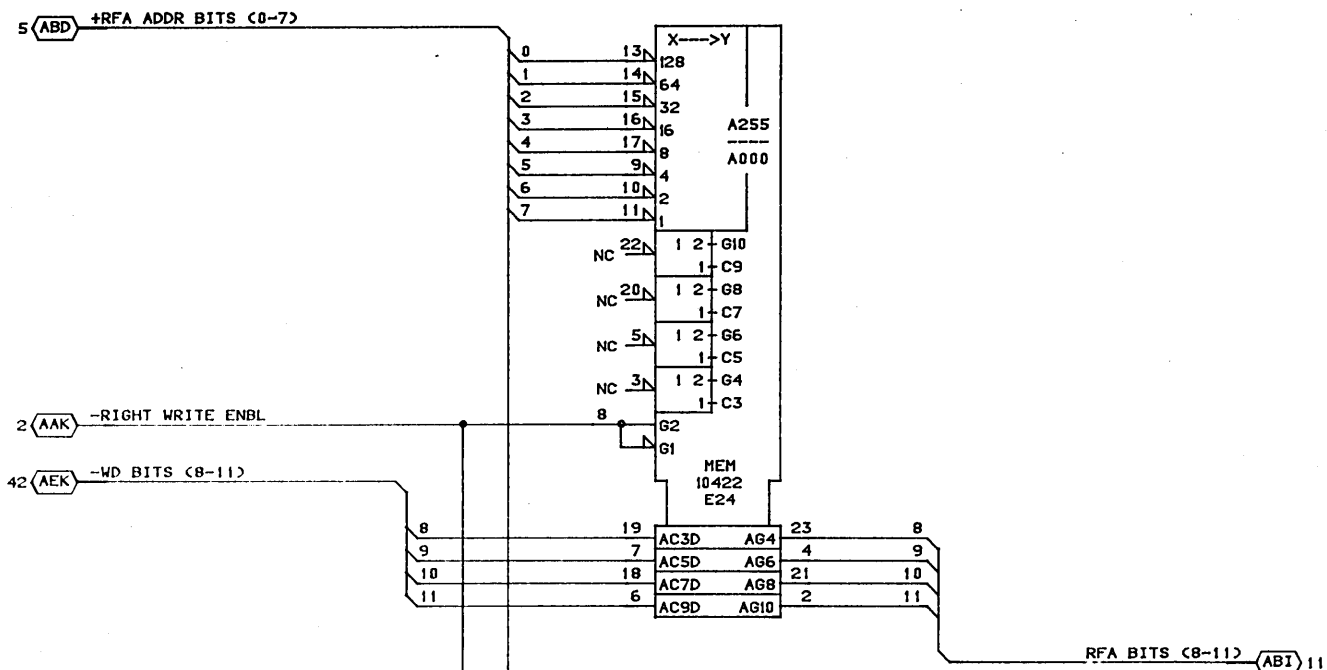 5 ABD +RFA ADDR BITS (0-7)
X---->Y
0 13 128
1 14 64
2 15 32
3 16 16
A255
----
A000
4 17 8
5 9 4
6 10 2
7 11 1
NC 22 1 2 G10
1 C9
NC 20 1 2 G8
1 C7
NC 5 1 2 G6
1 C5
NC 3 1 2 G4
1 C3
2 AAK -RIGHT WRITE ENBL 8 G2
G1
42 AEK -WD BITS (8-11)
MEM
10422
E24
8 19 AC3D AG4 23 8
9 7 AC5D AG6 4 9
10 18 AC7D AG8 21 10
11 6 AC9D AG10 2 11
RFA BITS (8-11) ABI 11